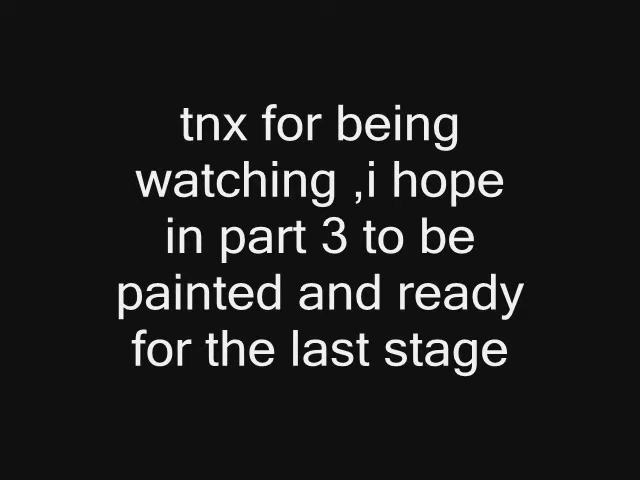 tnx for being
watching ,i hope
in part 3 to be
painted and ready
for the last stage